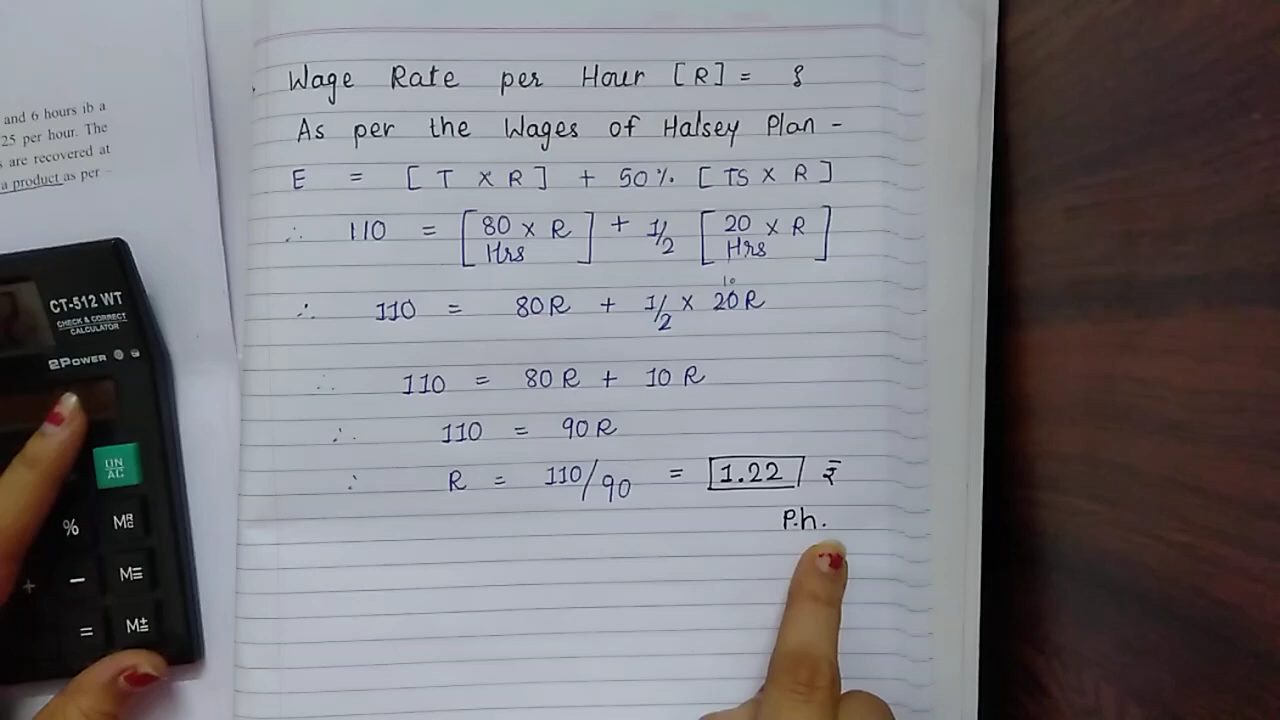 and 6 hours ib a
25 per hour. The
s are recovered at
a product as per -
Wage Rate per Hour [R] = ?
As per the Wages of Halsey Plan -
E = [ T X R ] + 50% [ TS X R ]
∴ 110 = [ 80 X R Hrs ] + 1/2 [ 20 X R Hrs ]
10
∴ 110 = 80R + 1/2 X 20R
∴ 110 = 80R + 10R
∴ 110 = 90R
∴ R = 110/90 = 1.22 ₹
P.h.
CT-512 WT
CHECK & CORRECT
CALCULATOR
2POWER
ON
AC
% MRC
+ − M=
= M±